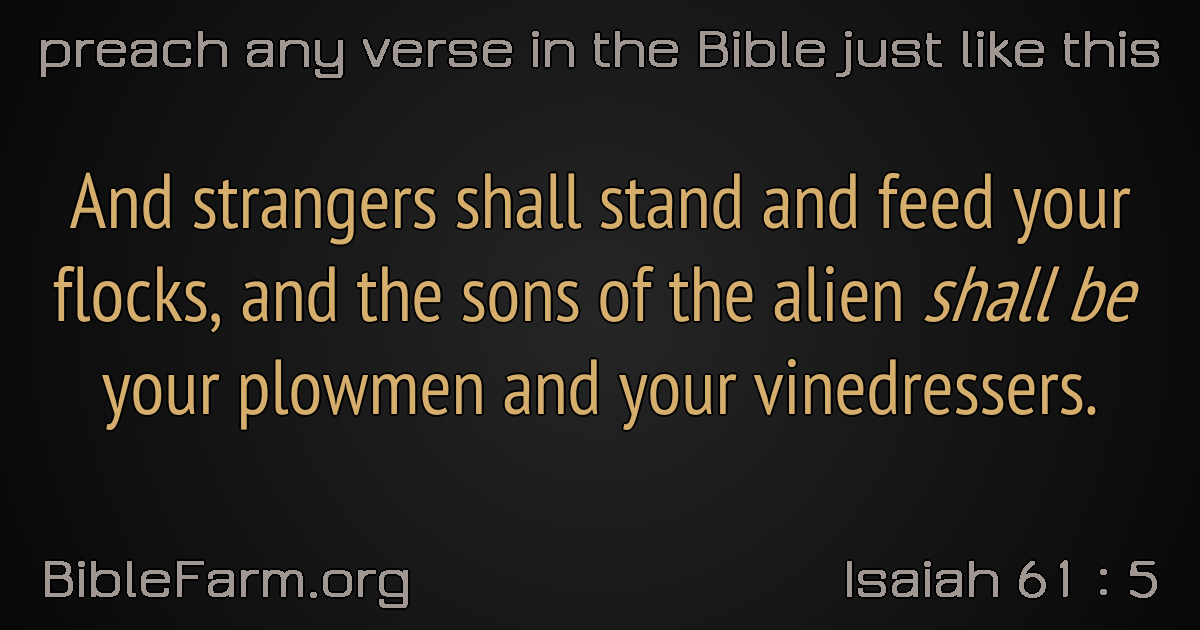 preach any verse in the Bible just like this
And strangers shall stand and feed your
flocks, and the sons of the alien shall be
your plowmen and your vinedressers.
BibleFarm.org
Isaiah 61 : 5